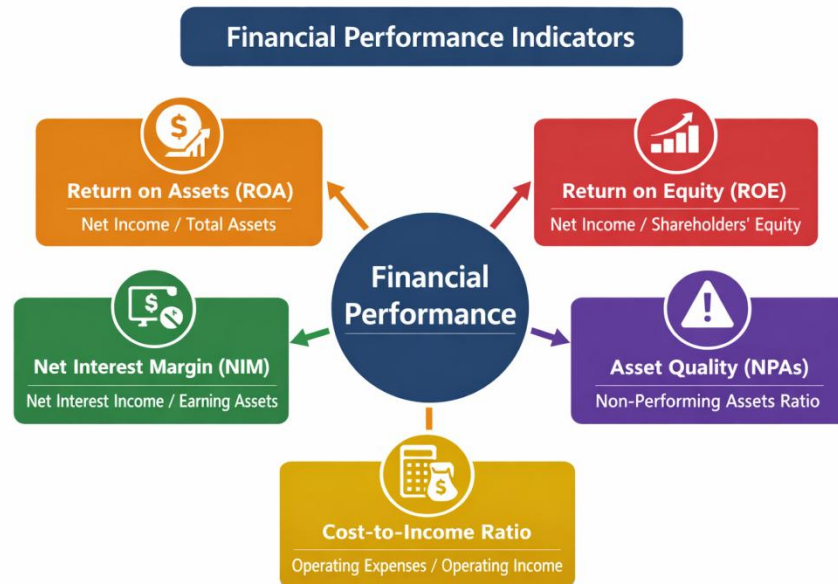 Financial Performance Indicators
Return on Assets (ROA)
Net Income / Total Assets
Return on Equity (ROE)
Net Income / Shareholders' Equity
Financial
Performance
Net Interest Margin (NIM)
Net Interest Income / Earning Assets
Asset Quality (NPAs)
Non-Performing Assets Ratio
Cost-to-Income Ratio
Operating Expenses / Operating Income